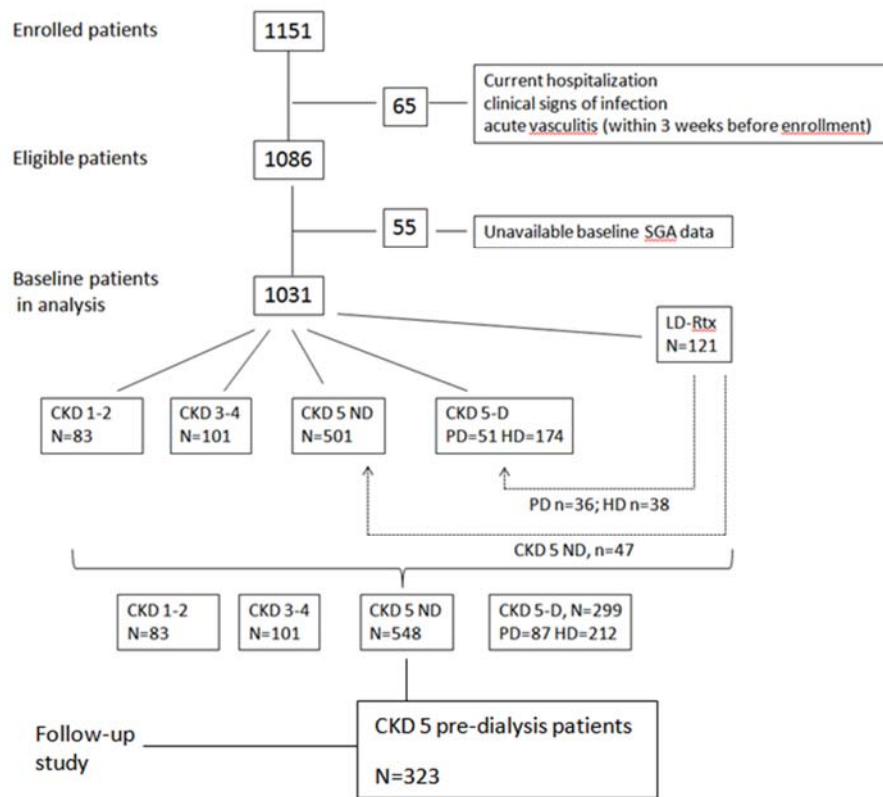 Enrolled patients
1151
65
Current hospitalization
clinical signs of infection
acute vasculitis (within 3 weeks before enrollment)
Eligible patients
1086
55
Unavailable baseline SGA data
Baseline patients
in analysis
1031
LD-Rtx
N=121
CKD 1-2
N=83
CKD 3-4
N=101
CKD 5 ND
N=501
CKD 5-D
PD=51 HD=174
PD n=36; HD n=38
CKD 5 ND, n=47
CKD 1-2
N=83
CKD 3-4
N=101
CKD 5 ND
N=548
CKD 5-D, N=299
PD=87 HD=212
Follow-up
study
CKD 5 pre-dialysis patients
N=323